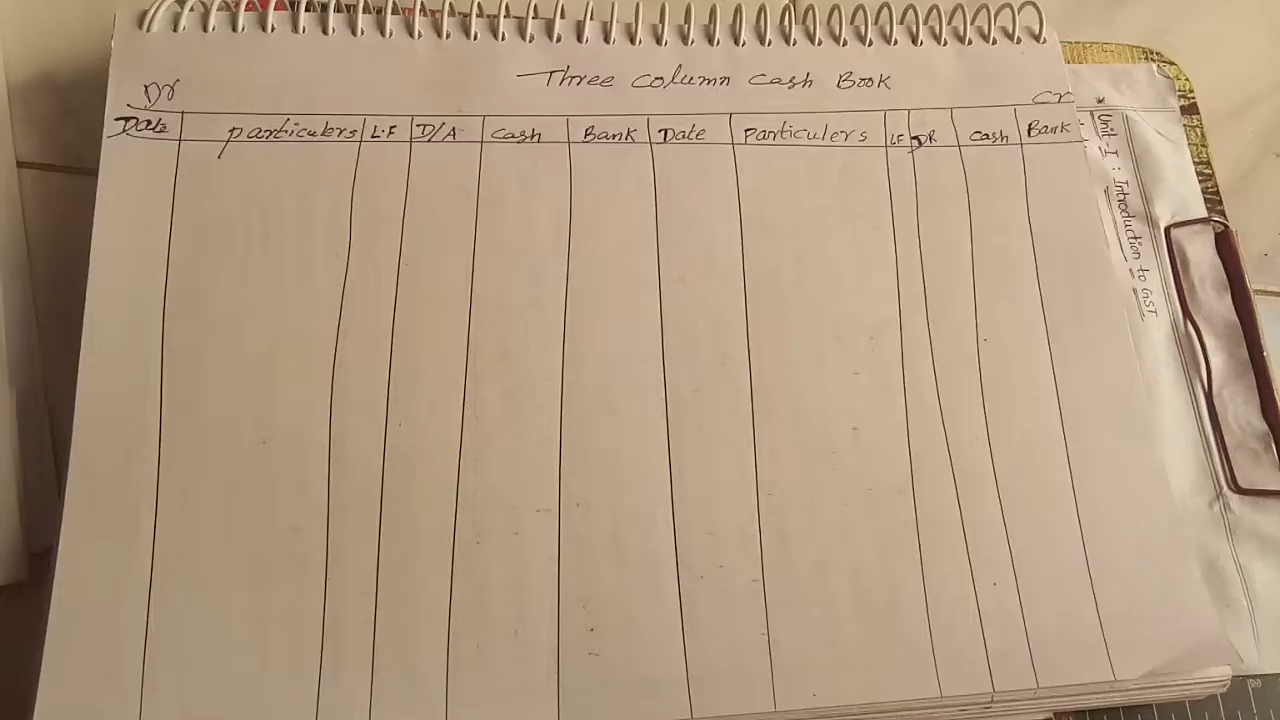 Three Column Cash Book
Dr Cr
Date particulers L.F D/A Cash Bank Date Particulers LF DR Cash Bank
Unit-I : Introduction to GST